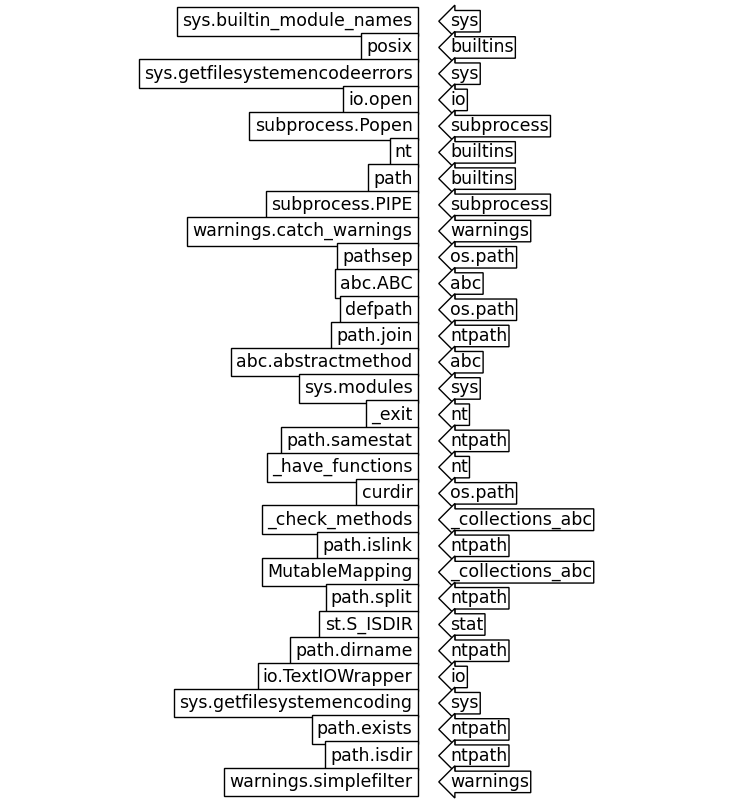 sys.builtin_module_names sys
posix builtins
sys.getfilesystemencodeerrors sys
io.open io
subprocess.Popen subprocess
nt builtins
path builtins
subprocess.PIPE subprocess
warnings.catch_warnings warnings
pathsep os.path
abc.ABC abc
defpath os.path
path.join ntpath
abc.abstractmethod abc
sys.modules sys
_exit nt
path.samestat ntpath
_have_functions nt
curdir os.path
_check_methods _collections_abc
path.islink ntpath
MutableMapping _collections_abc
path.split ntpath
st.S_ISDIR stat
path.dirname ntpath
io.TextIOWrapper io
sys.getfilesystemencoding sys
path.exists ntpath
path.isdir ntpath
warnings.simplefilter warnings